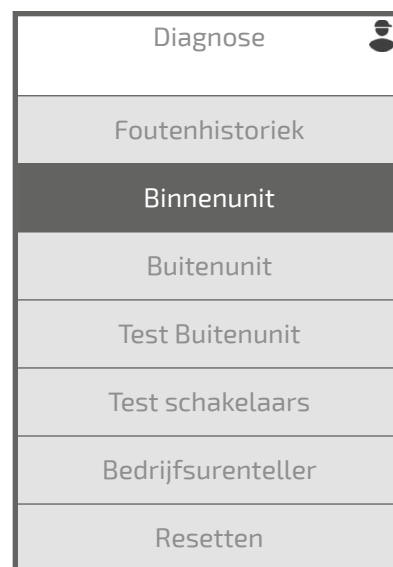 Diagnose
Foutenhistoriek
Binnenunit
Buitenunit
Test Buitenunit
Test schakelaars
Bedrijfsurenteller
Resetten